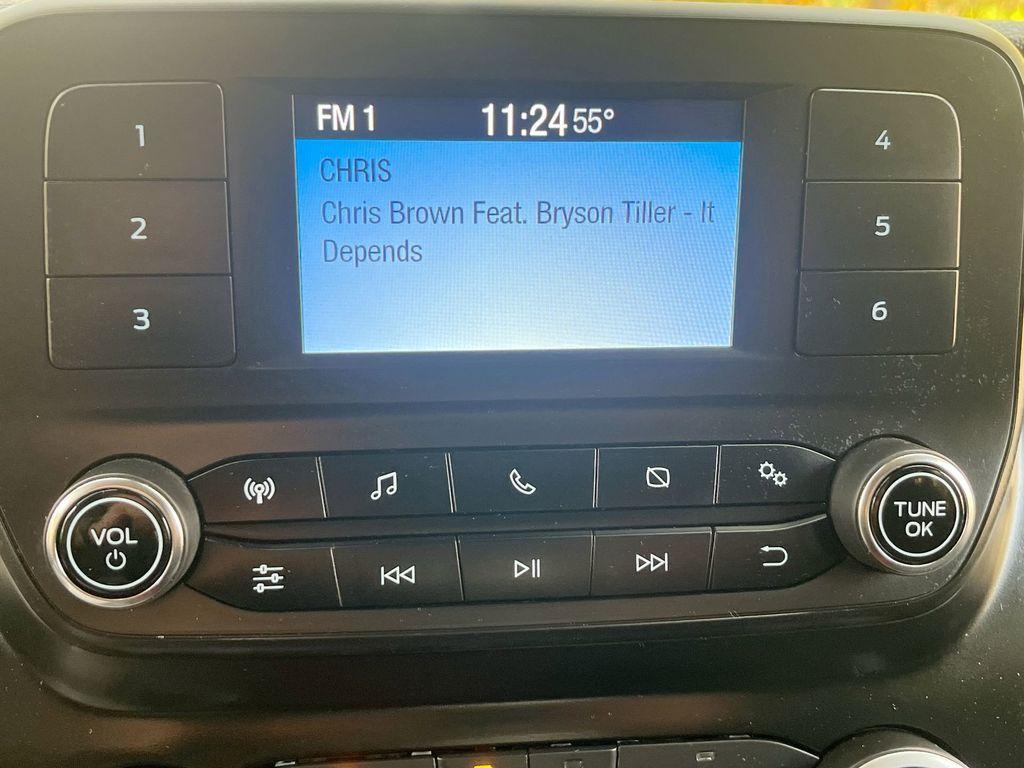 FM 1 11:24 55°
CHRIS
Chris Brown Feat. Bryson Tiller - It
Depends
1
2
3
4
5
6
VOL
TUNE
OK